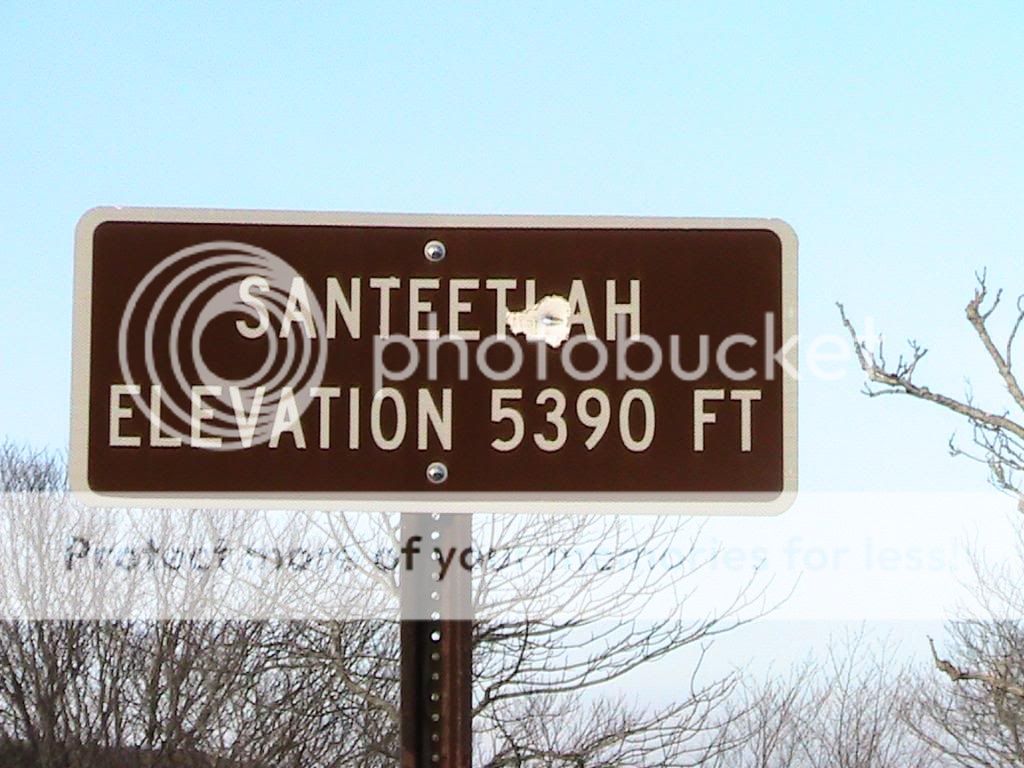 SANTEETLAH
photobucket
ELEVATION 5390 FT
Protect more of your memories for less!